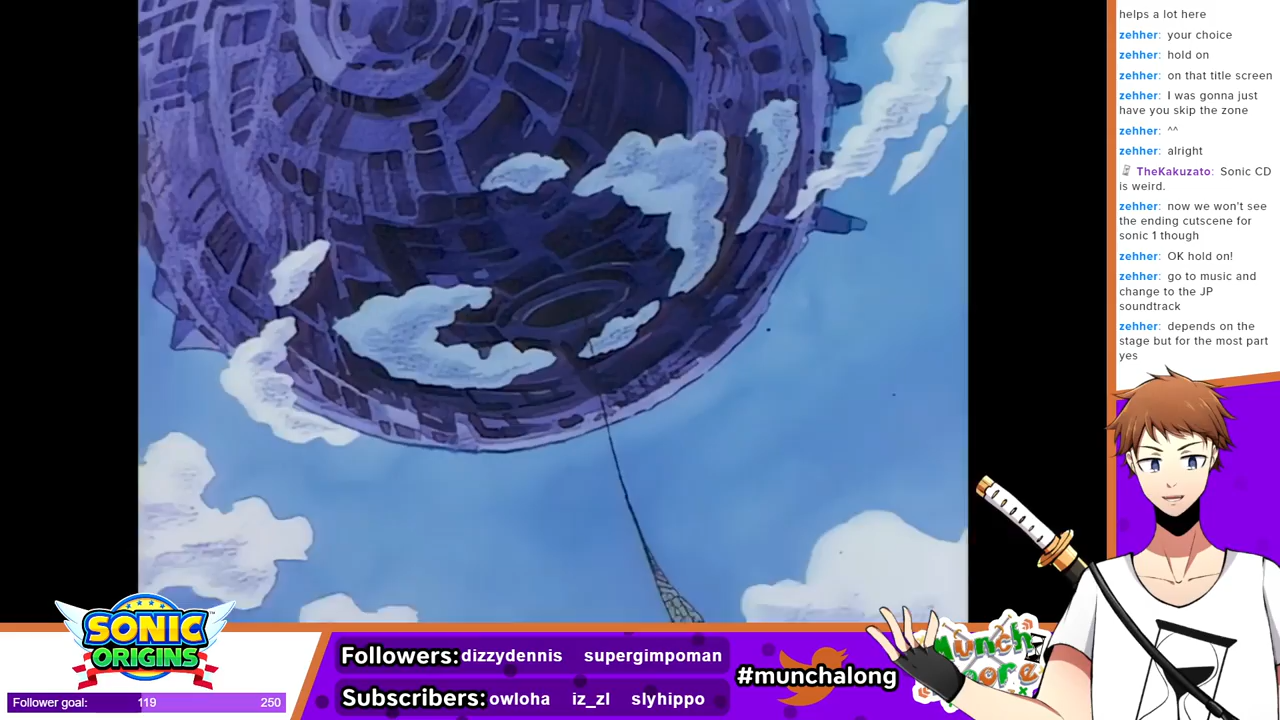 helps a lot here
zehher: your choice
zehher: hold on
zehher: on that title screen
zehher: I was gonna just
have you skip the zone
zehher: ^^
zehher: alright
TheKakuzato: Sonic CD
is weird.
zehher: now we won't see
the ending cutscene for
sonic 1 though
zehher: OK hold on!
zehher: go to music and
change to the JP
soundtrack
zehher: depends on the
stage but for the most part
yes
SONIC
ORIGINS
TM
Follower goal: 119 250
Followers: dizzydennis supergimpoman
Subscribers: owloha iz_zl slyhippo
#munchalong